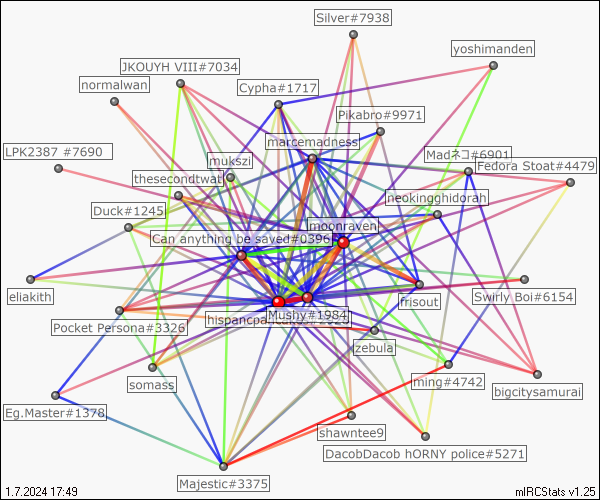 Silver#7938
yoshimanden
JKOUYH VIII#7034
normalwan
Cypha#1717
Pikabro#9971
marcemadness
LPK2387 #7690
mukszi
Madネコ#6901
Fedora Stoat#4479
thesecondtwat
neokingghidorah
Duck#1245
moonraven
Can anything be saved#0396
eliakith
frisout
Swirly Boi#6154
Mushy#1984
Pocket Persona#3326
zebula
somass
ming#4742
bigcitysamurai
Eg.Master#1378
shawntee9
DacobDacob hORNY police#5271
Majestic#3375
1.7.2024 17:49
mIRCStats v1.25